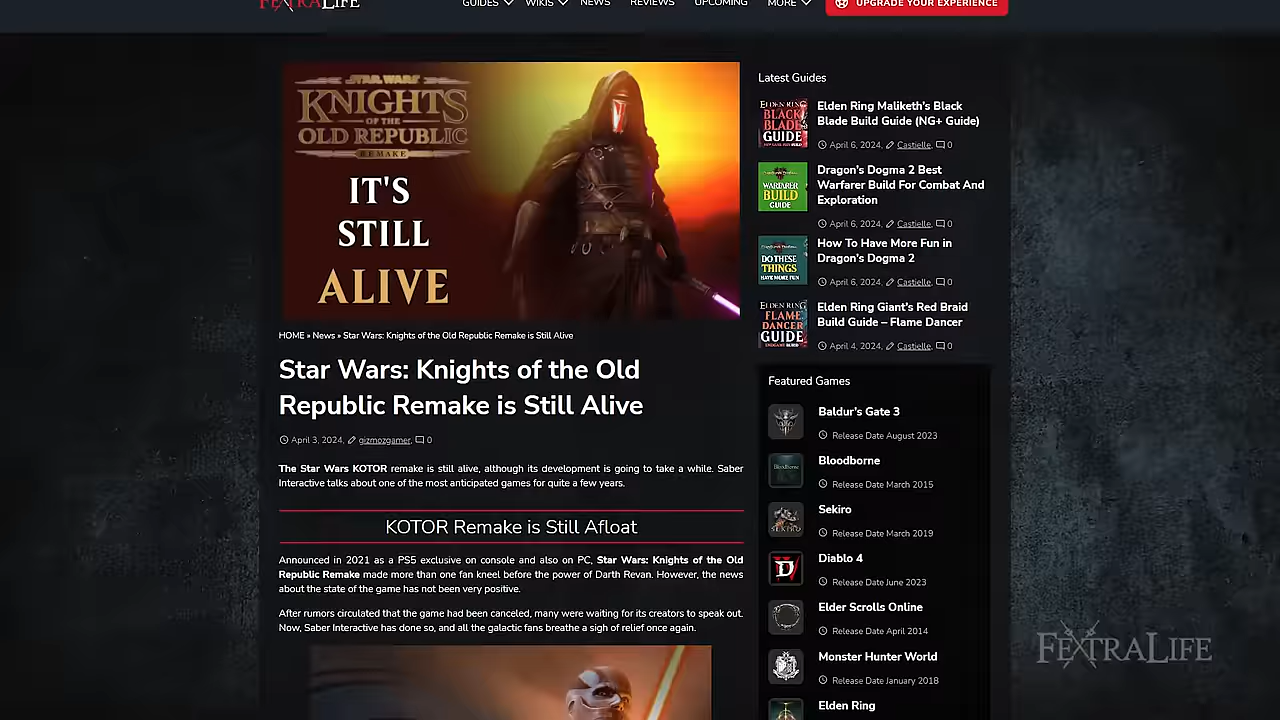 FEXTRALIFE
GUIDES
WIKIS
NEWS
REVIEWS
UPCOMING
MORE
UPGRADE YOUR EXPERIENCE
STAR WARS
KNIGHTS
OF THE
OLD REPUBLIC
REMAKE
IT'S
STILL
ALIVE
HOME » News » Star Wars: Knights of the Old Republic Remake is Still Alive
Star Wars: Knights of the Old
Republic Remake is Still Alive
April 3, 2024, gizmozgamer, 0
The Star Wars KOTOR remake is still alive, although its development is going to take a while. Saber
Interactive talks about one of the most anticipated games for quite a few years.
KOTOR Remake is Still Afloat
Announced in 2021 as a PS5 exclusive on console and also on PC, Star Wars: Knights of the Old
Republic Remake made more than one fan kneel before the power of Darth Revan. However, the news
about the state of the game has not been very positive.
After rumors circulated that the game had been canceled, many were waiting for its creators to speak out.
Now, Saber Interactive has done so, and all the galactic fans breathe a sigh of relief once again.
Latest Guides
ELDEN RING
BLACK
BLADE
GUIDE
Elden Ring Maliketh's Black
Blade Build Guide (NG+ Guide)
April 6, 2024, Castielle, 0
WARFARER
BUILD
GUIDE
Dragon's Dogma 2 Best
Warfarer Build For Combat And
Exploration
April 6, 2024, Castielle, 0
DO THESE
THINGS
HAVE MORE FUN
How To Have More Fun in
Dragon's Dogma 2
April 6, 2024, Castielle, 0
ELDEN RING
FLAME
DANCER
GUIDE
Elden Ring Giant's Red Braid
Build Guide – Flame Dancer
April 4, 2024, Castielle, 0
Featured Games
Baldur's Gate 3
Release Date August 2023
Bloodborne
Bloodborne
Release Date March 2015
SEKIRO
Sekiro
Release Date March 2019
Diablo 4
Release Date June 2023
Elder Scrolls Online
Release Date April 2014
Monster Hunter World
Release Date January 2018
Elden Ring
FEXTRALIFE